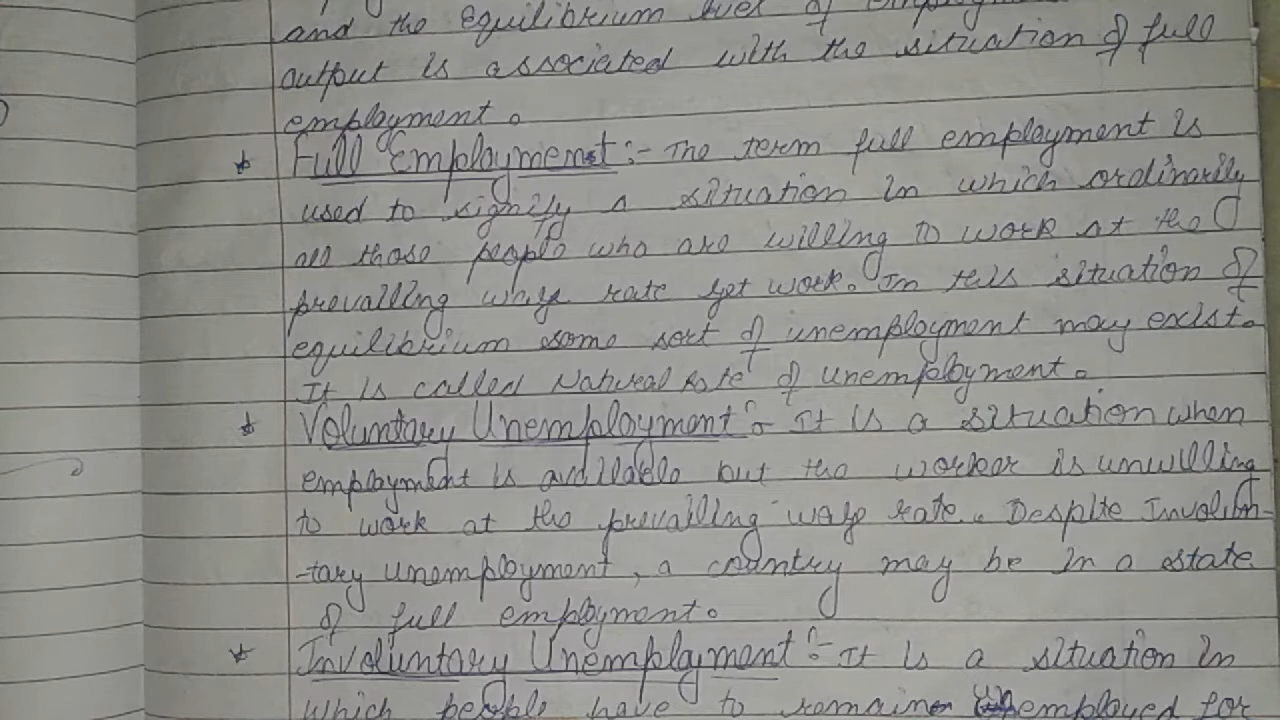 and the equilibrium level of
output is associated with the situation of full
employment.
* Full Employment :- The term full employment is
used to signify a situation in which ordinarily
all those people who are willing to work at the
prevailing wage rate get work. In this situation of
equilibrium some sort of unemployment may exist.
It is called Natural Rate of unemployment.
* Voluntary Unemployment :- It is a situation when
employment is available but the worker is unwilling
to work at the prevailing wage rate. Despite Involun-
-tary unemployment, a country may be in a state
of full employment.
* Involuntary Unemployment :- It is a situation in
which people have to remain unemployed for